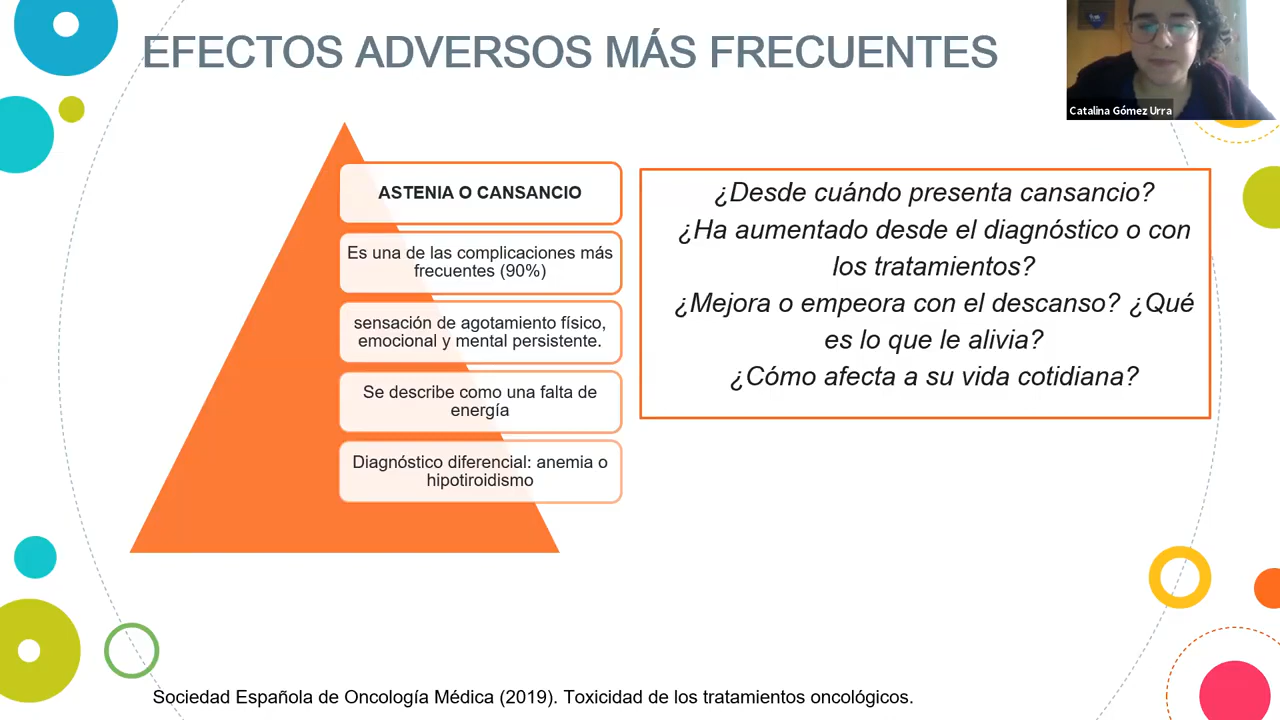 EFECTOS ADVERSOS MÁS FRECUENTES
Catalina Gómez Urra
ASTENIA O CANSANCIO
Es una de las complicaciones más
frecuentes (90%)
sensación de agotamiento físico,
emocional y mental persistente.
Se describe como una falta de
energía
Diagnóstico diferencial: anemia o
hipotiroidismo
¿Desde cuándo presenta cansancio?
¿Ha aumentado desde el diagnóstico o con
los tratamientos?
¿Mejora o empeora con el descanso? ¿Qué
es lo que le alivia?
¿Cómo afecta a su vida cotidiana?
Sociedad Española de Oncología Médica (2019). Toxicidad de los tratamientos oncológicos.